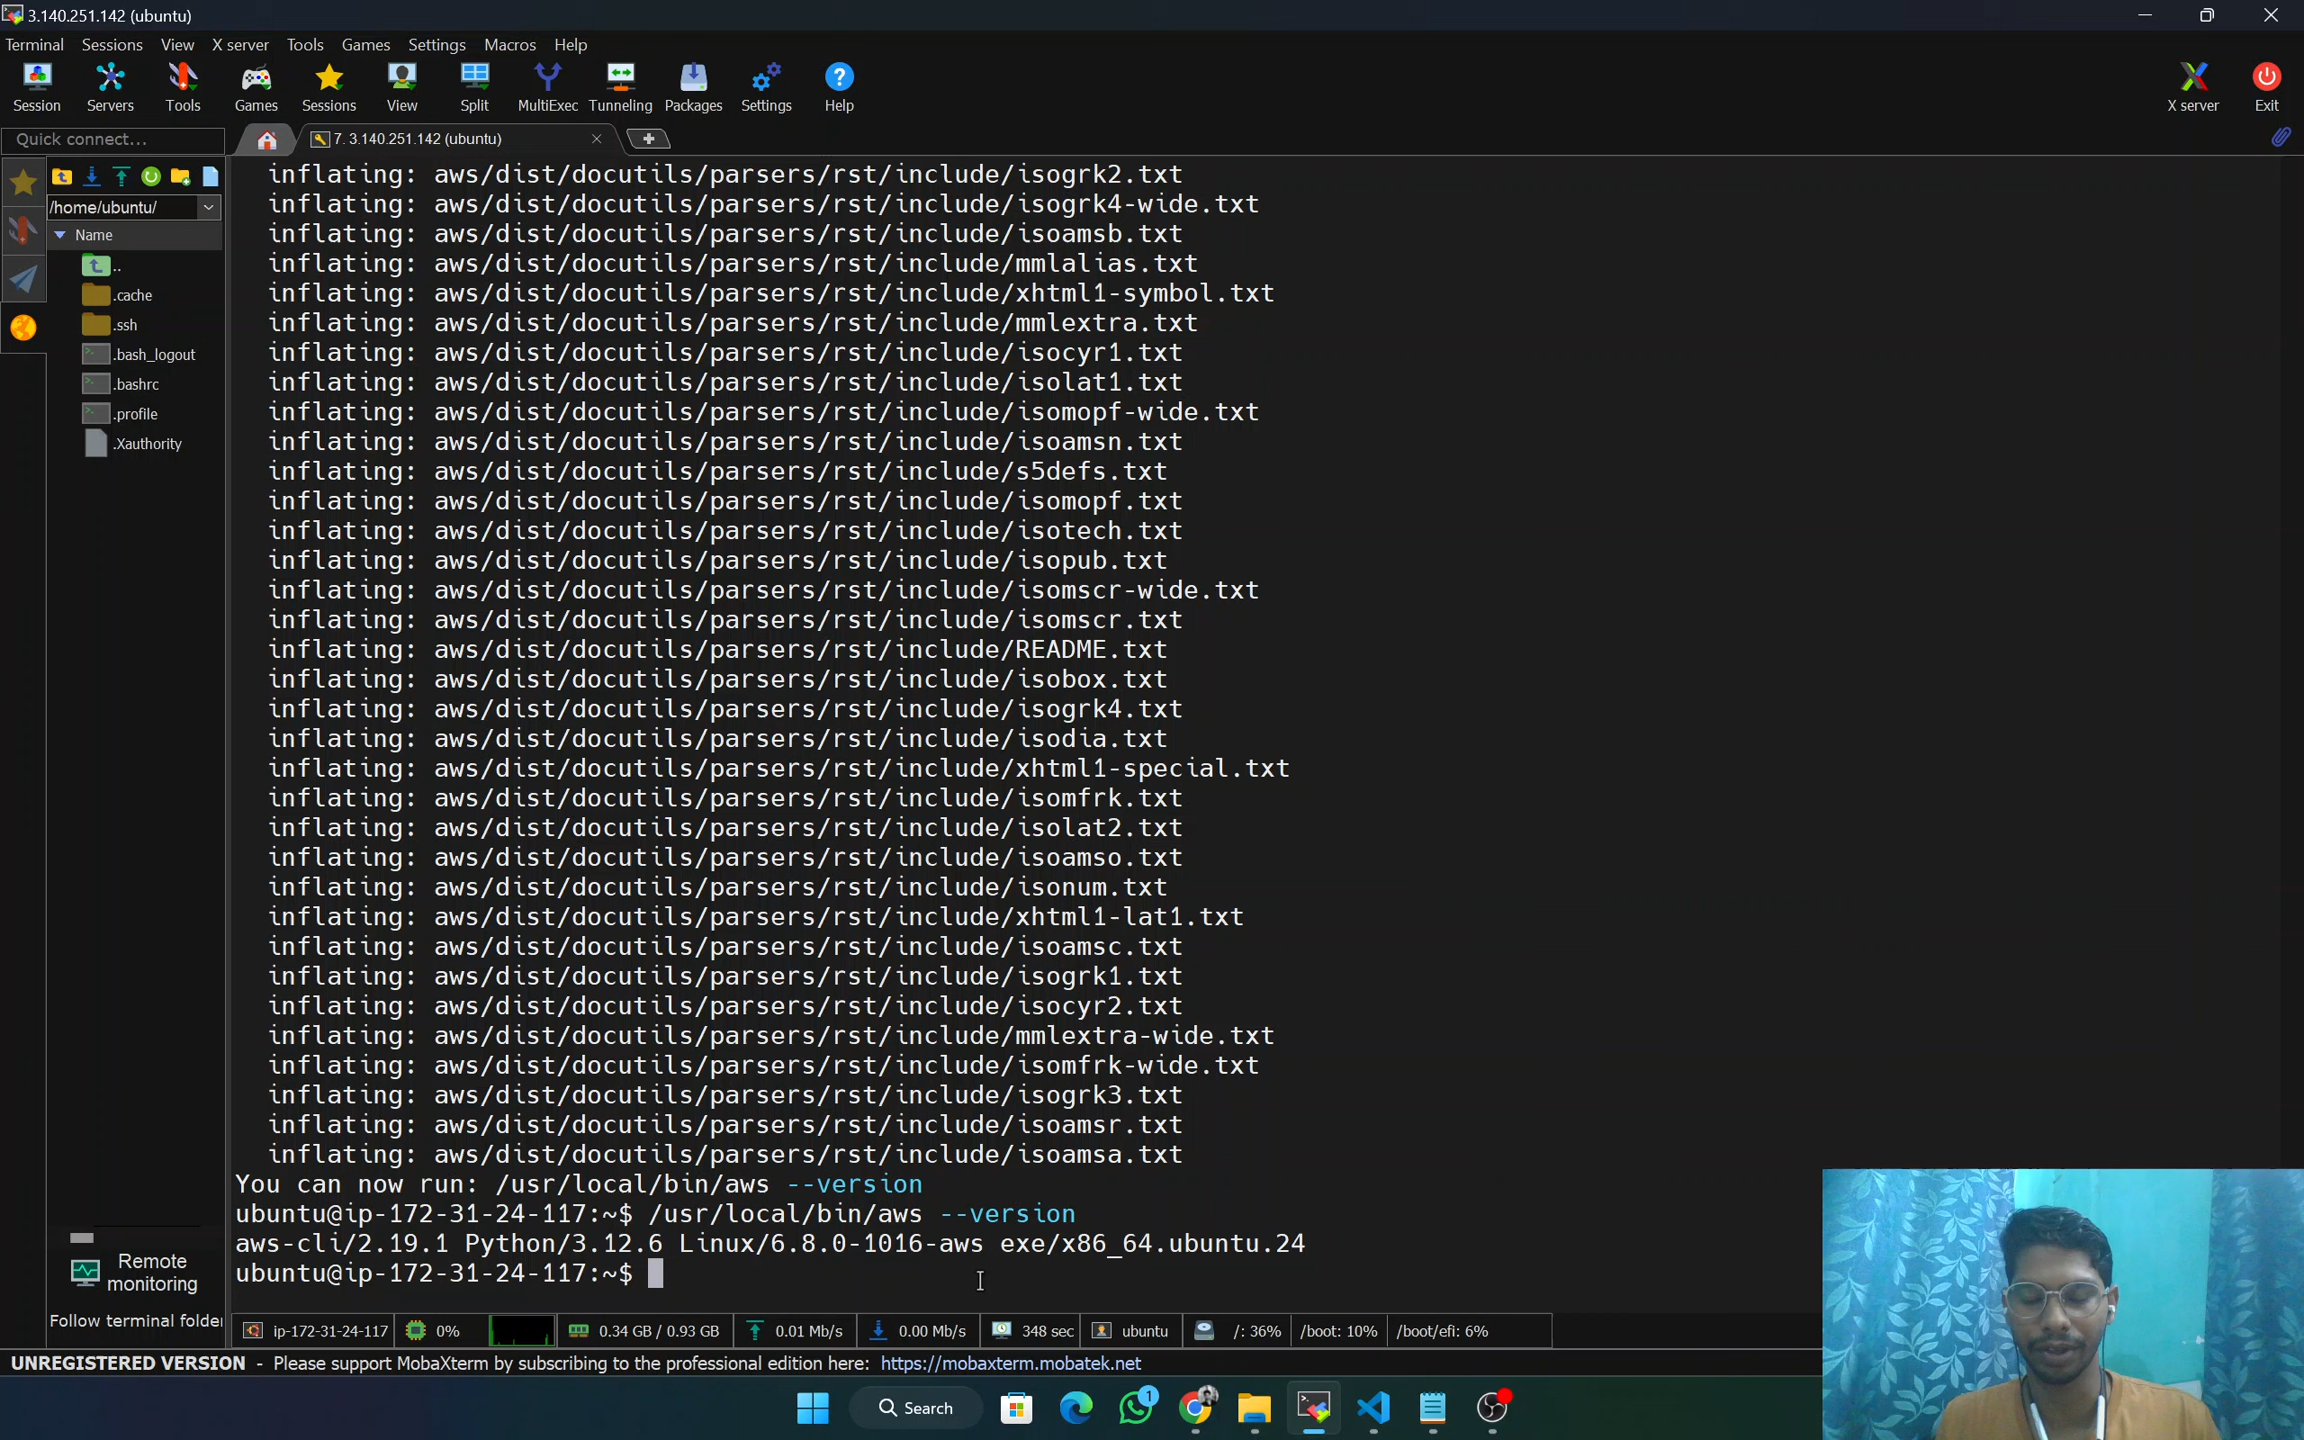 3.140.251.142 (ubuntu)
Terminal Sessions View X server Tools Games Settings Macros Help
Session Servers Tools Games Sessions View Split MultiExec Tunneling Packages Settings Help X server Exit
Quick connect... 7. 3.140.251.142 (ubuntu)
/home/ubuntu/
Name
..
.cache
.ssh
.bash_logout
.bashrc
.profile
.Xauthority
inflating: aws/dist/docutils/parsers/rst/include/isogrk2.txt
inflating: aws/dist/docutils/parsers/rst/include/isogrk4-wide.txt
inflating: aws/dist/docutils/parsers/rst/include/isoamsb.txt
inflating: aws/dist/docutils/parsers/rst/include/mmlalias.txt
inflating: aws/dist/docutils/parsers/rst/include/xhtml1-symbol.txt
inflating: aws/dist/docutils/parsers/rst/include/mmlextra.txt
inflating: aws/dist/docutils/parsers/rst/include/isocyr1.txt
inflating: aws/dist/docutils/parsers/rst/include/isolat1.txt
inflating: aws/dist/docutils/parsers/rst/include/isomopf-wide.txt
inflating: aws/dist/docutils/parsers/rst/include/isoamsn.txt
inflating: aws/dist/docutils/parsers/rst/include/s5defs.txt
inflating: aws/dist/docutils/parsers/rst/include/isomopf.txt
inflating: aws/dist/docutils/parsers/rst/include/isotech.txt
inflating: aws/dist/docutils/parsers/rst/include/isopub.txt
inflating: aws/dist/docutils/parsers/rst/include/isomscr-wide.txt
inflating: aws/dist/docutils/parsers/rst/include/isomscr.txt
inflating: aws/dist/docutils/parsers/rst/include/README.txt
inflating: aws/dist/docutils/parsers/rst/include/isobox.txt
inflating: aws/dist/docutils/parsers/rst/include/isogrk4.txt
inflating: aws/dist/docutils/parsers/rst/include/isodia.txt
inflating: aws/dist/docutils/parsers/rst/include/xhtml1-special.txt
inflating: aws/dist/docutils/parsers/rst/include/isomfrk.txt
inflating: aws/dist/docutils/parsers/rst/include/isolat2.txt
inflating: aws/dist/docutils/parsers/rst/include/isoamso.txt
inflating: aws/dist/docutils/parsers/rst/include/isonum.txt
inflating: aws/dist/docutils/parsers/rst/include/xhtml1-lat1.txt
inflating: aws/dist/docutils/parsers/rst/include/isoamsc.txt
inflating: aws/dist/docutils/parsers/rst/include/isogrk1.txt
inflating: aws/dist/docutils/parsers/rst/include/isocyr2.txt
inflating: aws/dist/docutils/parsers/rst/include/mmlextra-wide.txt
inflating: aws/dist/docutils/parsers/rst/include/isomfrk-wide.txt
inflating: aws/dist/docutils/parsers/rst/include/isogrk3.txt
inflating: aws/dist/docutils/parsers/rst/include/isoamsr.txt
inflating: aws/dist/docutils/parsers/rst/include/isoamsa.txt
You can now run: /usr/local/bin/aws --version
ubuntu@ip-172-31-24-117:~$ /usr/local/bin/aws --version
aws-cli/2.19.1 Python/3.12.6 Linux/6.8.0-1016-aws exe/x86_64.ubuntu.24
ubuntu@ip-172-31-24-117:~$
Remote
monitoring
Follow terminal folder
ip-172-31-24-117 0% 0.34 GB / 0.93 GB 0.01 Mb/s 0.00 Mb/s 348 sec ubuntu /: 36% /boot: 10% /boot/efi: 6%
UNREGISTERED VERSION - Please support MobaXterm by subscribing to the professional edition here: https://mobaxterm.mobatek.net
Search 1